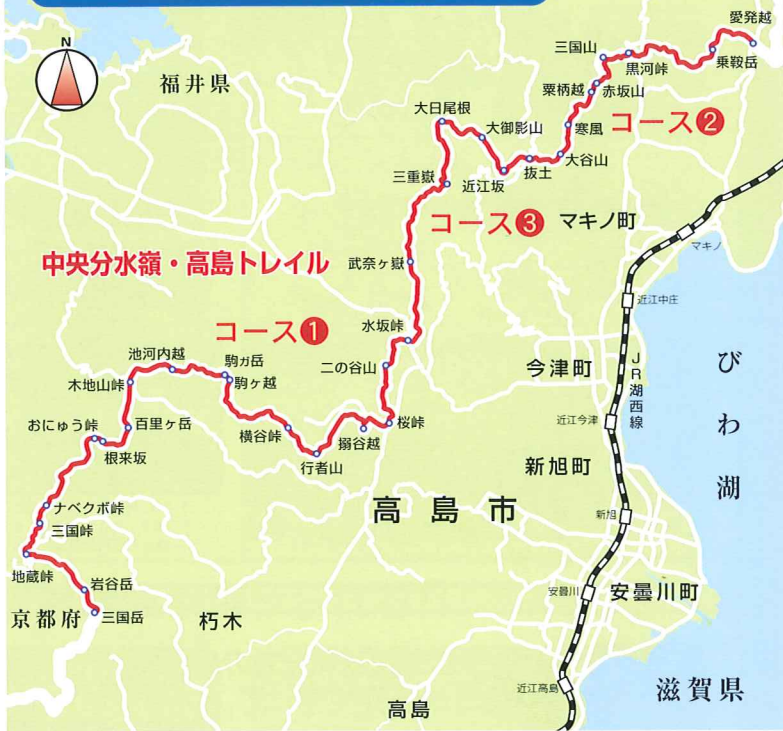 愛発越
三国山
黒河峠
乗鞍岳
N
福井県
粟柄越
赤坂山
大日尾根
大御影山
寒風
コース❷
抜土
大谷山
三重嶽
近江坂
コース❸
マキノ町
マキノ
中央分水嶺・高島トレイル
武奈ヶ嶽
近江中庄
コース❶
水坂峠
池河内越
駒ガ岳
駒ヶ越
二の谷山
今津町
JR湖西線
びわ湖
木地山峠
おにゅう峠
百里ヶ岳
根来坂
横谷峠
搦谷越
桜峠
近江今津
行者山
新旭町
高島市
新旭
ナベクボ峠
三国峠
地蔵峠
岩谷岳
安曇川
安曇川町
京都府
三国岳
朽木
近江高島
滋賀県
高島